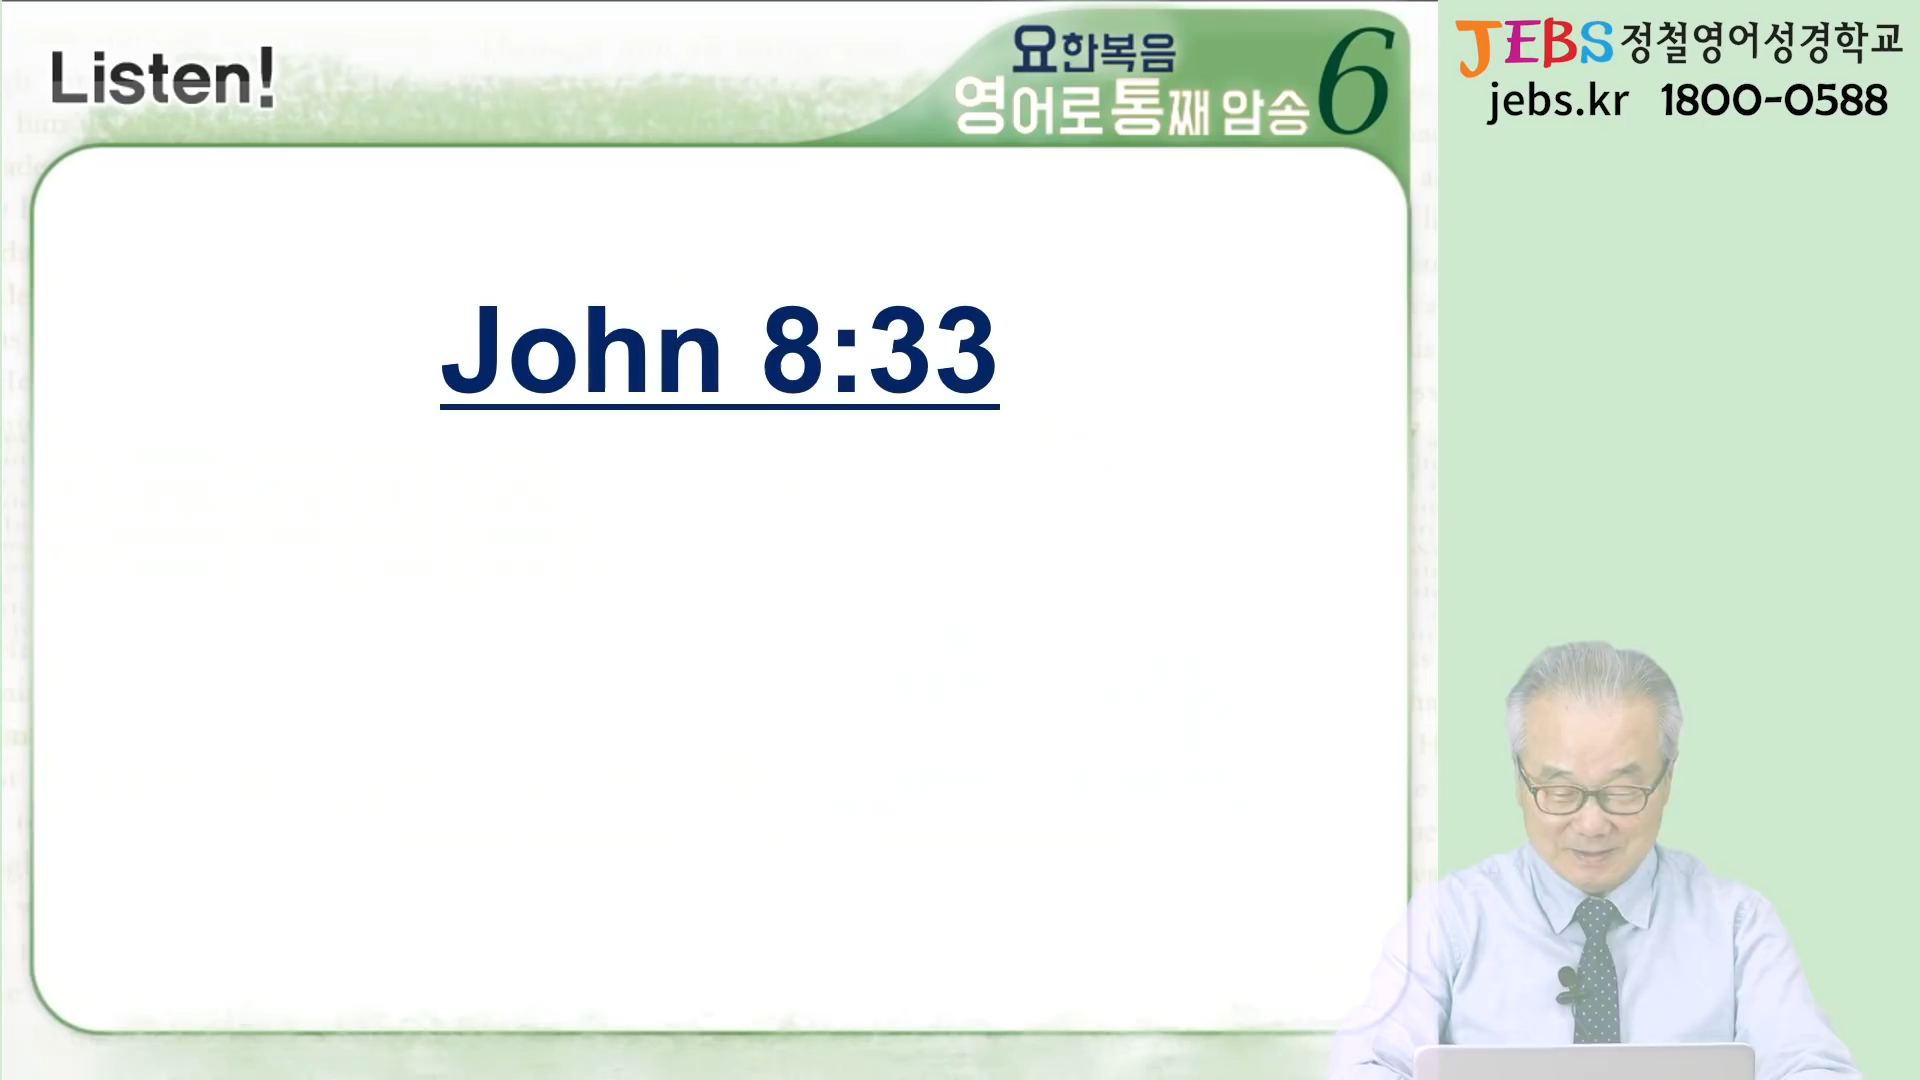 Listen!
요한복음
영어로 통째 암송 6
JEBS 정철영어성경학교
jebs.kr 1800-0588
John 8:33